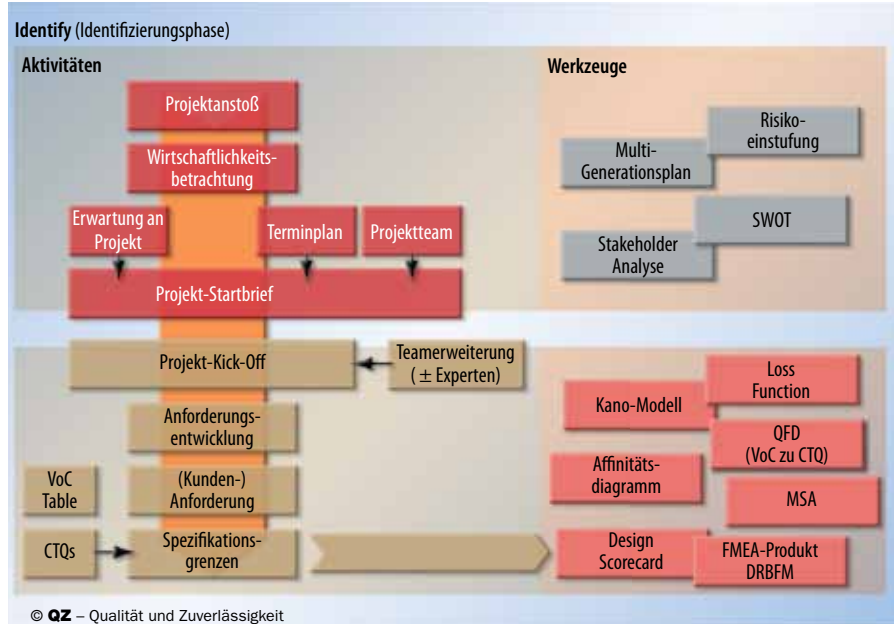 Identify (Identifizierungsphase)
Aktivitäten
Projektanstoß
Wirtschaftlichkeits-
betrachtung
Erwartung an
Projekt
Terminplan
Projektteam
Projekt-Startbrief
Werkzeuge
Risiko-
einstufung
Multi-
Generationsplan
SWOT
Stakeholder
Analyse
Projekt-Kick-Off
Teamerweiterung
(± Experten)
Anforderungs-
entwicklung
VoC
Table
(Kunden-)
Anforderung
CTQs
Spezifikations-
grenzen
Loss
Function
Kano-Modell
QFD
(VoC zu CTQ)
Affinitäts-
diagramm
MSA
Design
Scorecard
FMEA-Produkt
DRBFM
© QZ – Qualität und Zuverlässigkeit